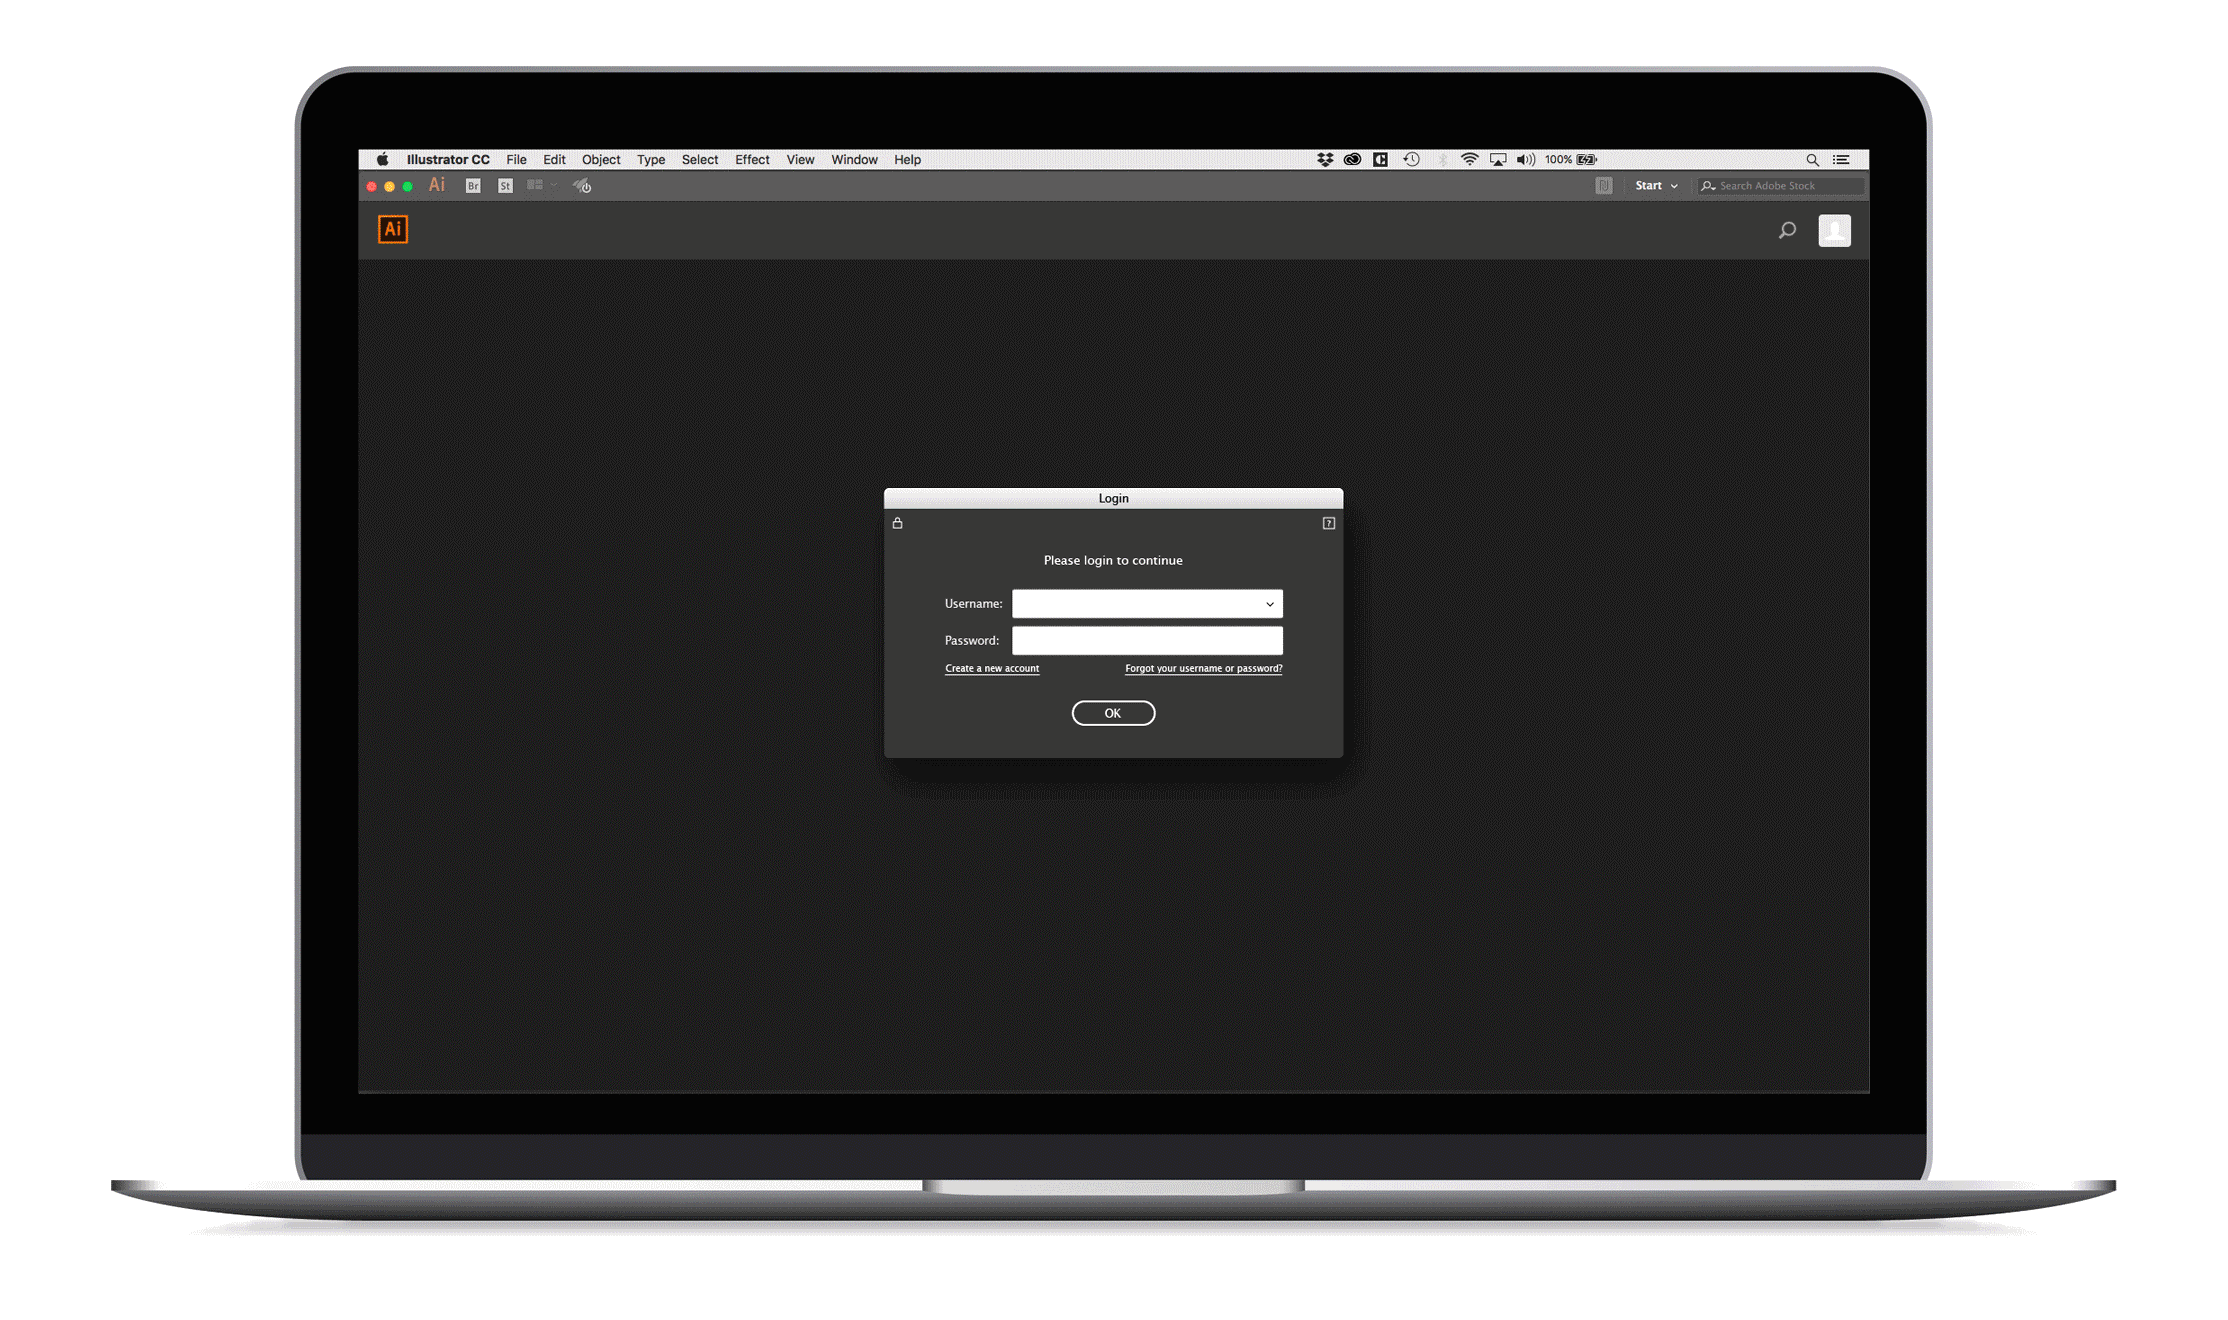 Illustrator CC File Edit Object Type Select Effect View Window Help 100%
Ai Br St Start Search Adobe Stock
Ai
Login
?
Please login to continue
Username:
Password:
Create a new account Forgot your username or password?
OK